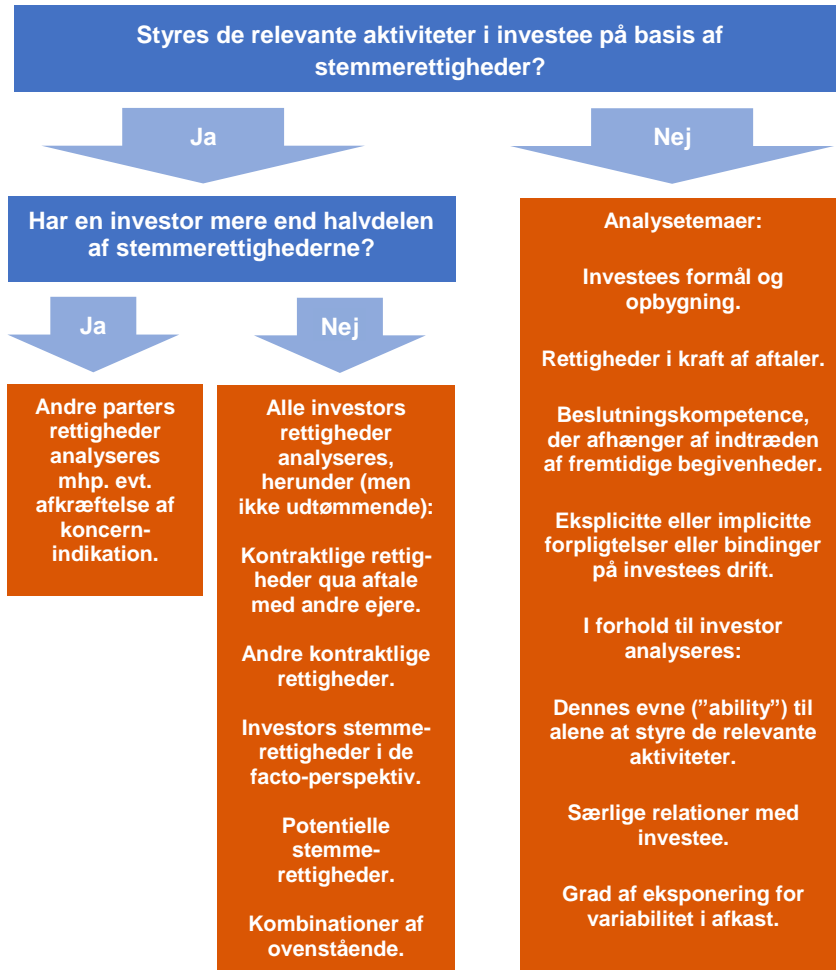 Styres de relevante aktiviteter i investee på basis af
stemmerettigheder?
Ja
Nej
Har en investor mere end halvdelen
af stemmerettighederne?
Ja
Nej
Andre parters
rettigheder
analyseres
mhp. evt.
afkræftelse af
koncern-
indikation.
Alle investors
rettigheder
analyseres,
herunder (men
ikke udtømmende):
Kontraktlige rettig-
heder qua aftale
med andre ejere.
Andre kontraktlige
rettigheder.
Investors stemme-
rettigheder i de
facto-perspektiv.
Potentielle
stemme-
rettigheder.
Kombinationer af
ovenstående.
Analysetemaer:
Investees formål og
opbygning.
Rettigheder i kraft af aftaler.
Beslutningskompetence,
der afhænger af indtræden
af fremtidige begivenheder.
Eksplicitte eller implicitte
forpligtelser eller bindinger
på investees drift.
I forhold til investor
analyseres:
Dennes evne (”ability”) til
alene at styre de relevante
aktiviteter.
Særlige relationer med
investee.
Grad af eksponering for
variabilitet i afkast.